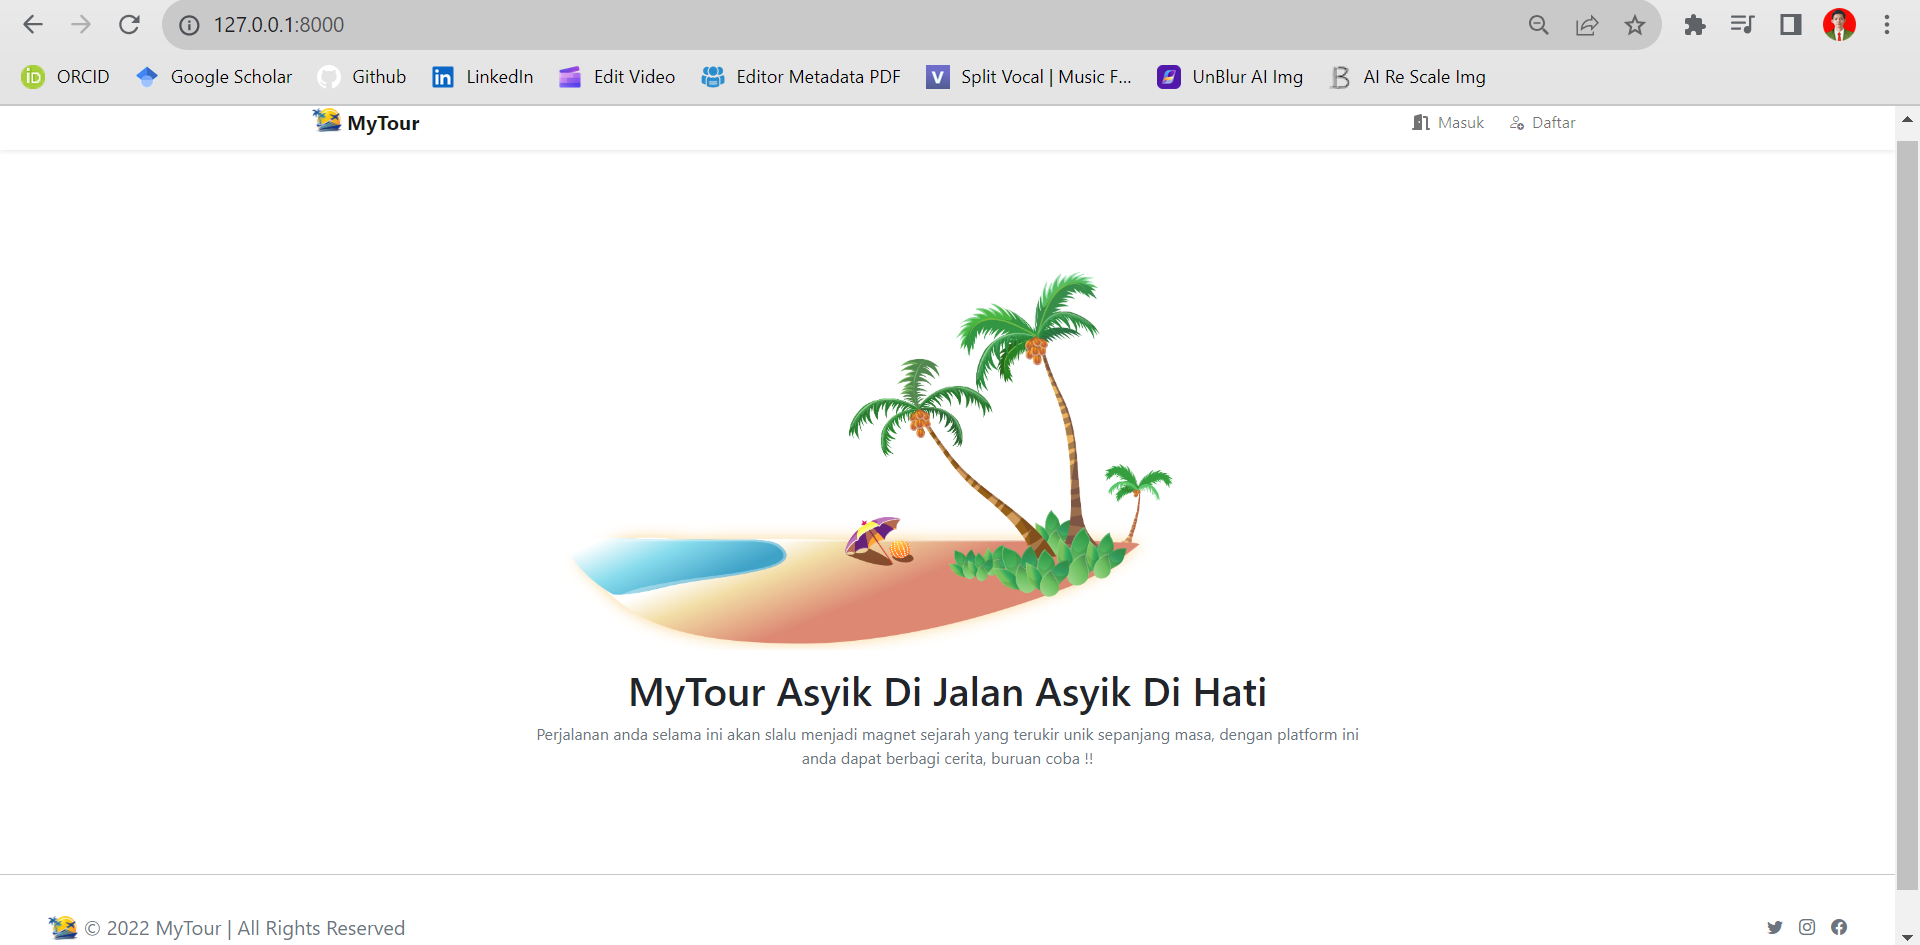 127.0.0.1:8000
ORCID Google Scholar Github LinkedIn Edit Video Editor Metadata PDF Split Vocal | Music F... UnBlur AI Img AI Re Scale Img
MyTour Masuk Daftar
MyTour Asyik Di Jalan Asyik Di Hati
Perjalanan anda selama ini akan slalu menjadi magnet sejarah yang terukir unik sepanjang masa, dengan platform ini
anda dapat berbagi cerita, buruan coba !!
© 2022 MyTour | All Rights Reserved